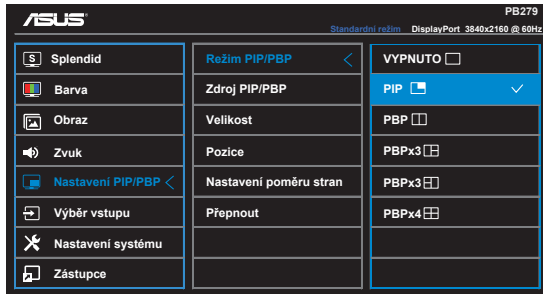 ASUS
PB279
Standardní režim DisplayPort 3840x2160 @ 60Hz
S Splendid
Barva
Obraz
Zvuk
Nastavení PIP/PBP
Výběr vstupu
Nastavení systému
Zástupce
Režim PIP/PBP
Zdroj PIP/PBP
Velikost
Pozice
Nastavení poměru stran
Přepnout
VYPNUTO
PIP
PBP
PBPx3
PBPx3
PBPx4